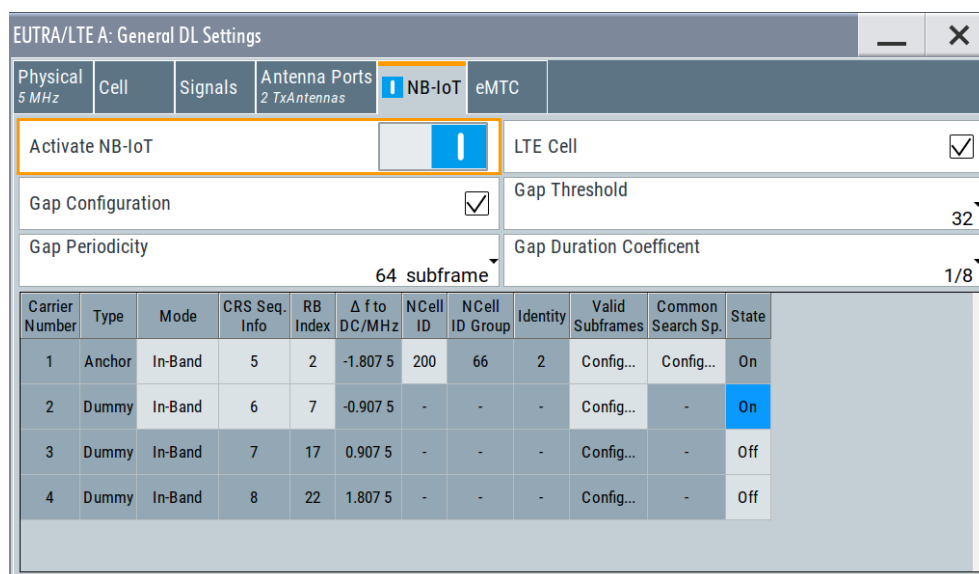 EUTRA/LTE A: General DL Settings
Physical 5 MHz Cell Signals Antenna Ports 2 TxAntennas NB-IoT eMTC
Activate NB-IoT LTE Cell
Gap Configuration Gap Threshold 32
Gap Periodicity 64 subframe Gap Duration Coefficent 1/8
Carrier Number Type Mode CRS Seq. Info RB Index Δ f to DC/MHz NCell ID NCell ID Group Identity Valid Subframes Common Search Sp. State
1 Anchor In-Band 5 2 -1.807 5 200 66 2 Config... Config... On
2 Dummy In-Band 6 7 -0.907 5 - - - Config... - On
3 Dummy In-Band 7 17 0.907 5 - - - Config... - Off
4 Dummy In-Band 8 22 1.807 5 - - - Config... - Off